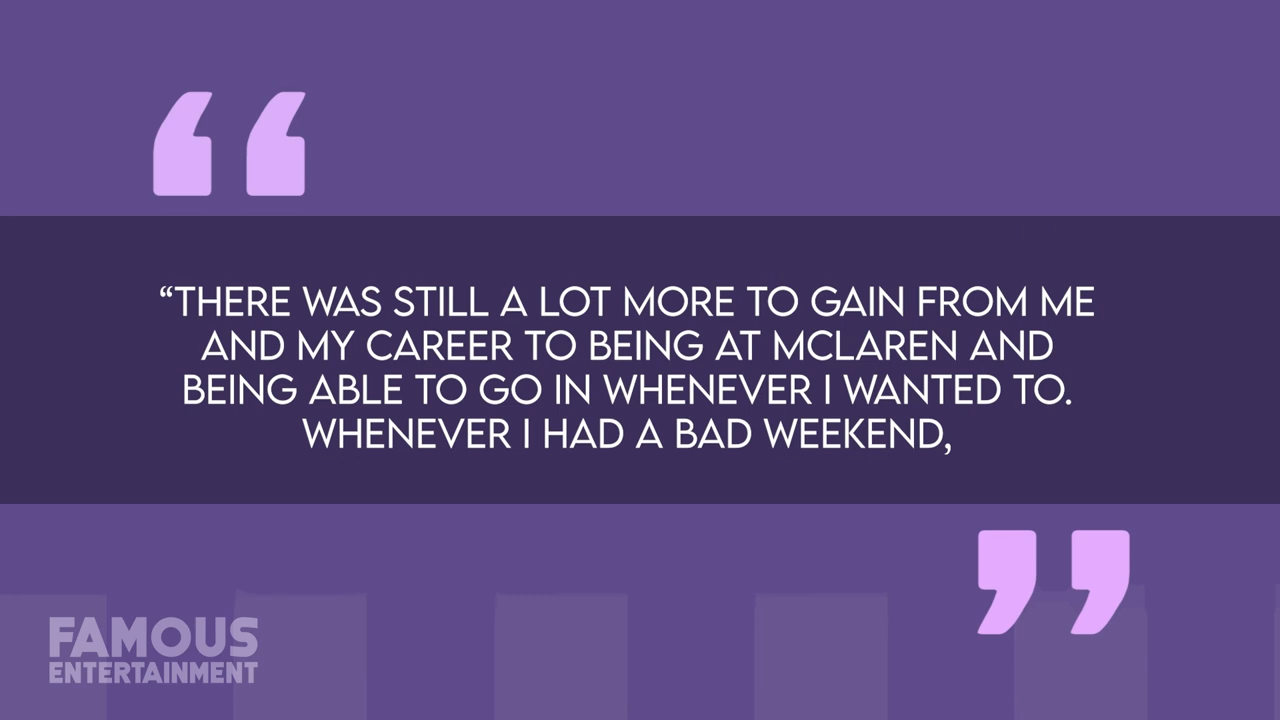 “THERE WAS STILL A LOT MORE TO GAIN FROM ME
AND MY CAREER TO BEING AT MCLAREN AND
BEING ABLE TO GO IN WHENEVER I WANTED TO.
WHENEVER I HAD A BAD WEEKEND,
FAMOUS
ENTERTAINMENT